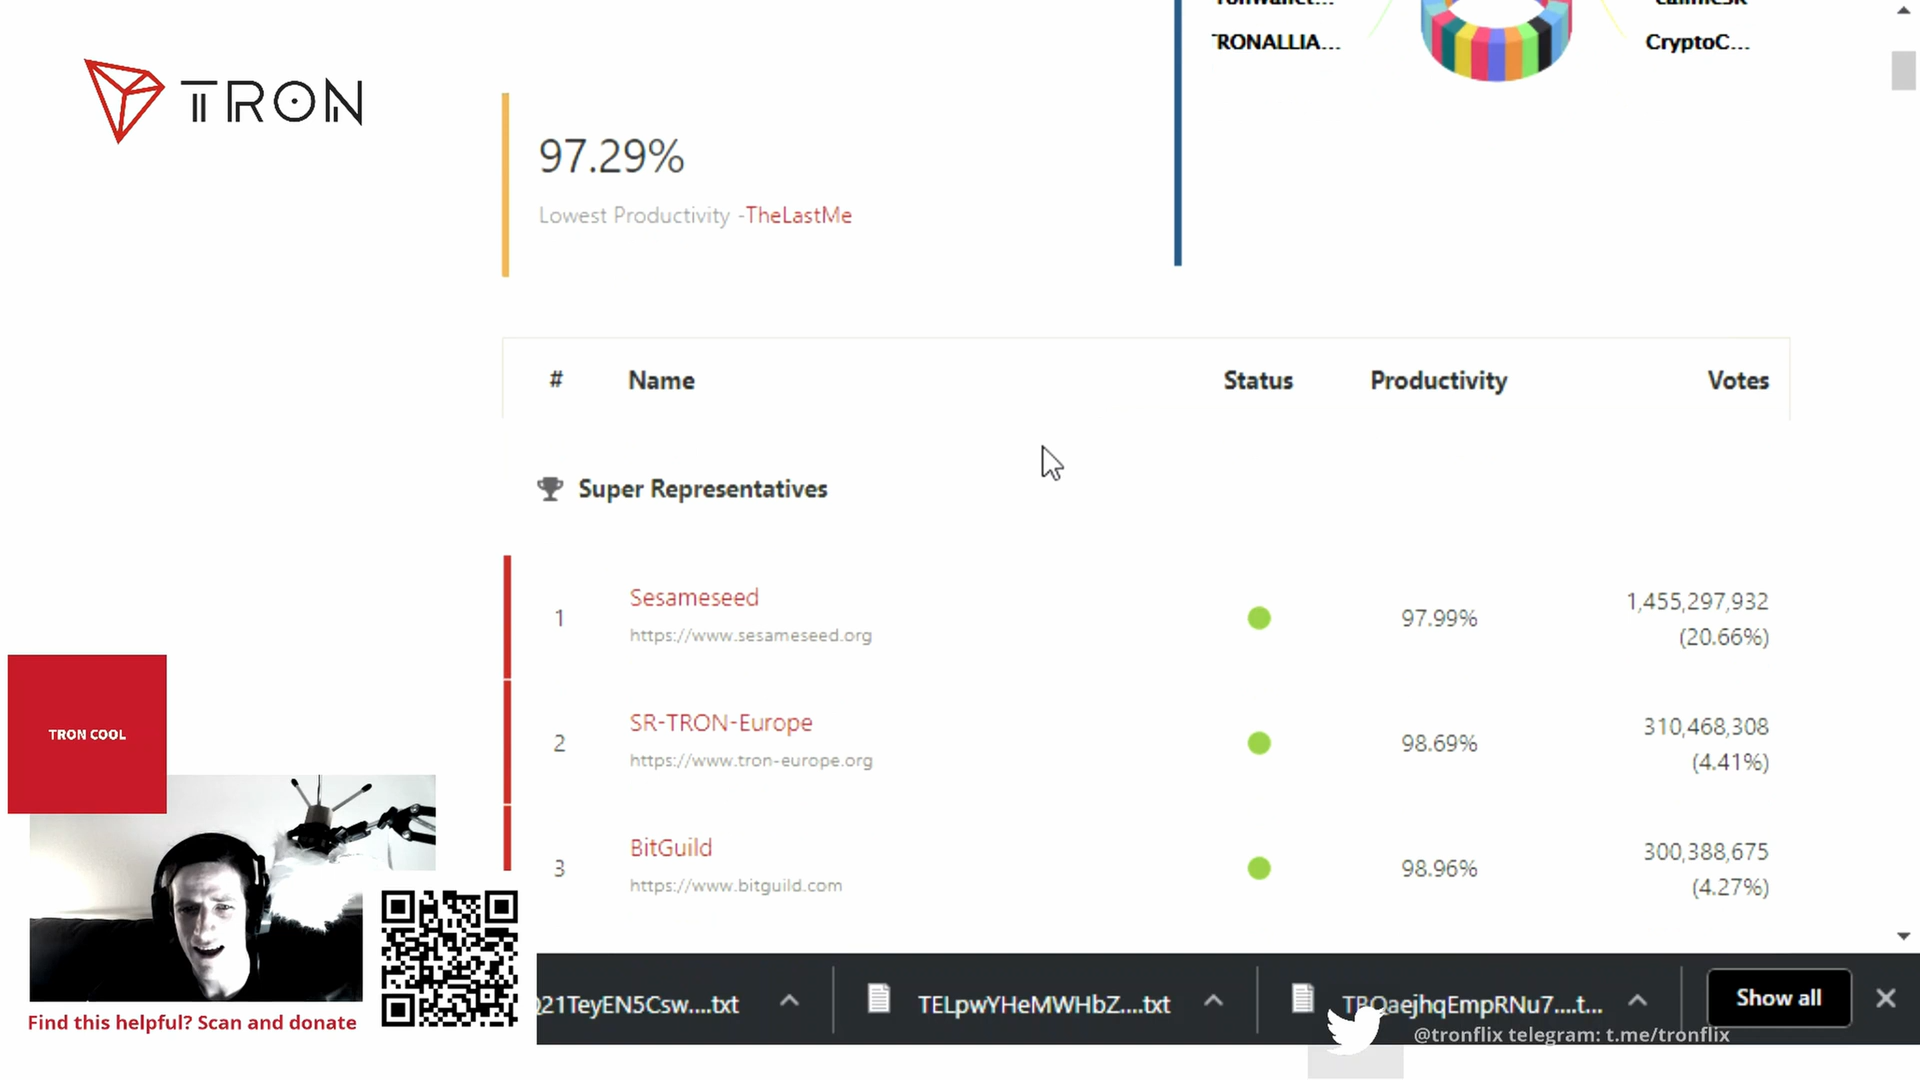 TRONALLIA...
CryptoC...
TRON
97.29%
Lowest Productivity -TheLastMe
# Name Status Productivity Votes
Super Representatives
1 Sesameseed 97.99% 1,455,297,932
https://www.sesameseed.org (20.66%)
2 SR-TRON-Europe 98.69% 310,468,308
https://www.tron-europe.org (4.41%)
3 BitGuild 98.96% 300,388,675
https://www.bitguild.com (4.27%)
TRON COOL
Find this helpful? Scan and donate
21TeyEN5Csw....txt
TELpwYHeMWHbZ....txt
Show all
@tronflix telegram: t.me/tronflix